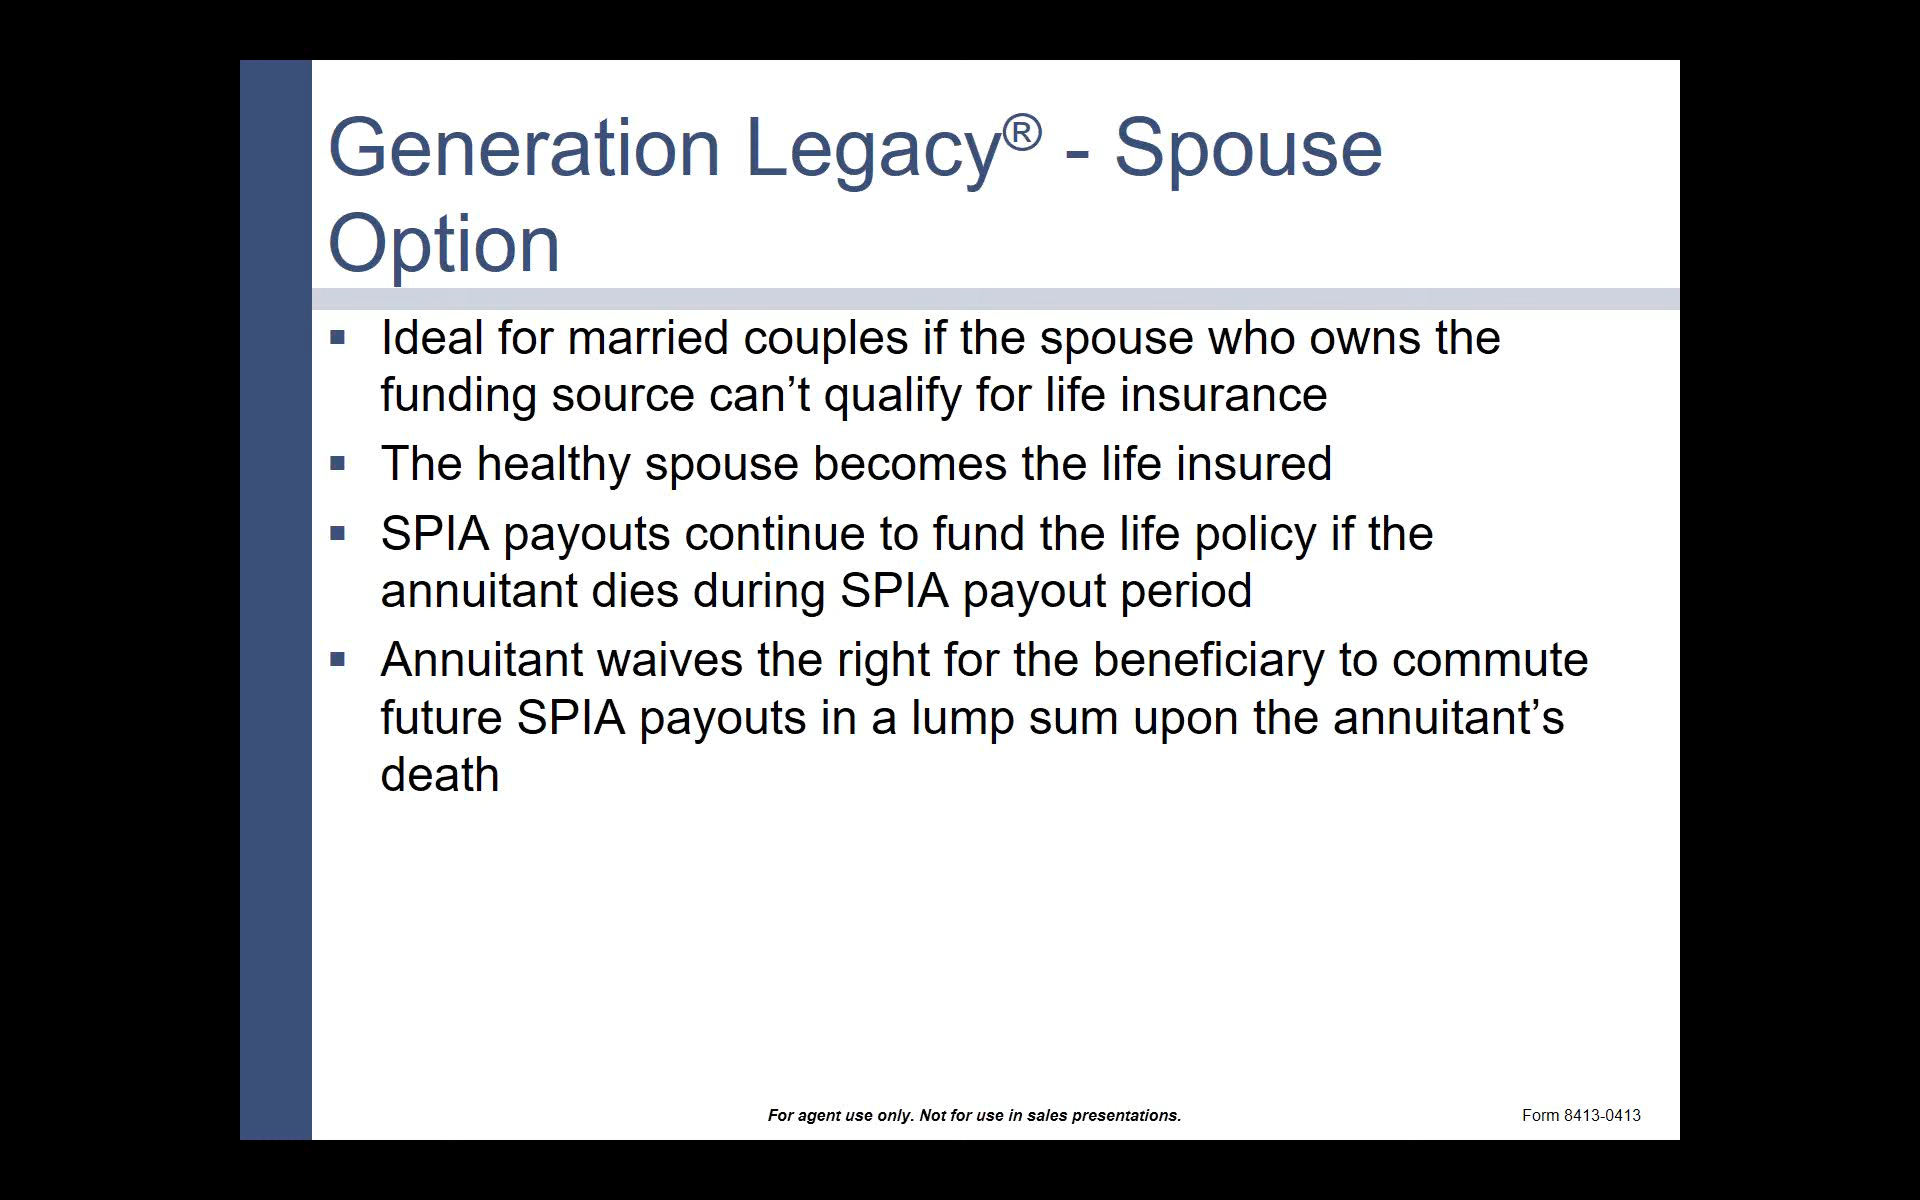 Generation Legacy® - Spouse
Option
▪ Ideal for married couples if the spouse who owns the
funding source can’t qualify for life insurance
▪ The healthy spouse becomes the life insured
▪ SPIA payouts continue to fund the life policy if the
annuitant dies during SPIA payout period
▪ Annuitant waives the right for the beneficiary to commute
future SPIA payouts in a lump sum upon the annuitant’s
death
For agent use only. Not for use in sales presentations.
Form 8413-0413